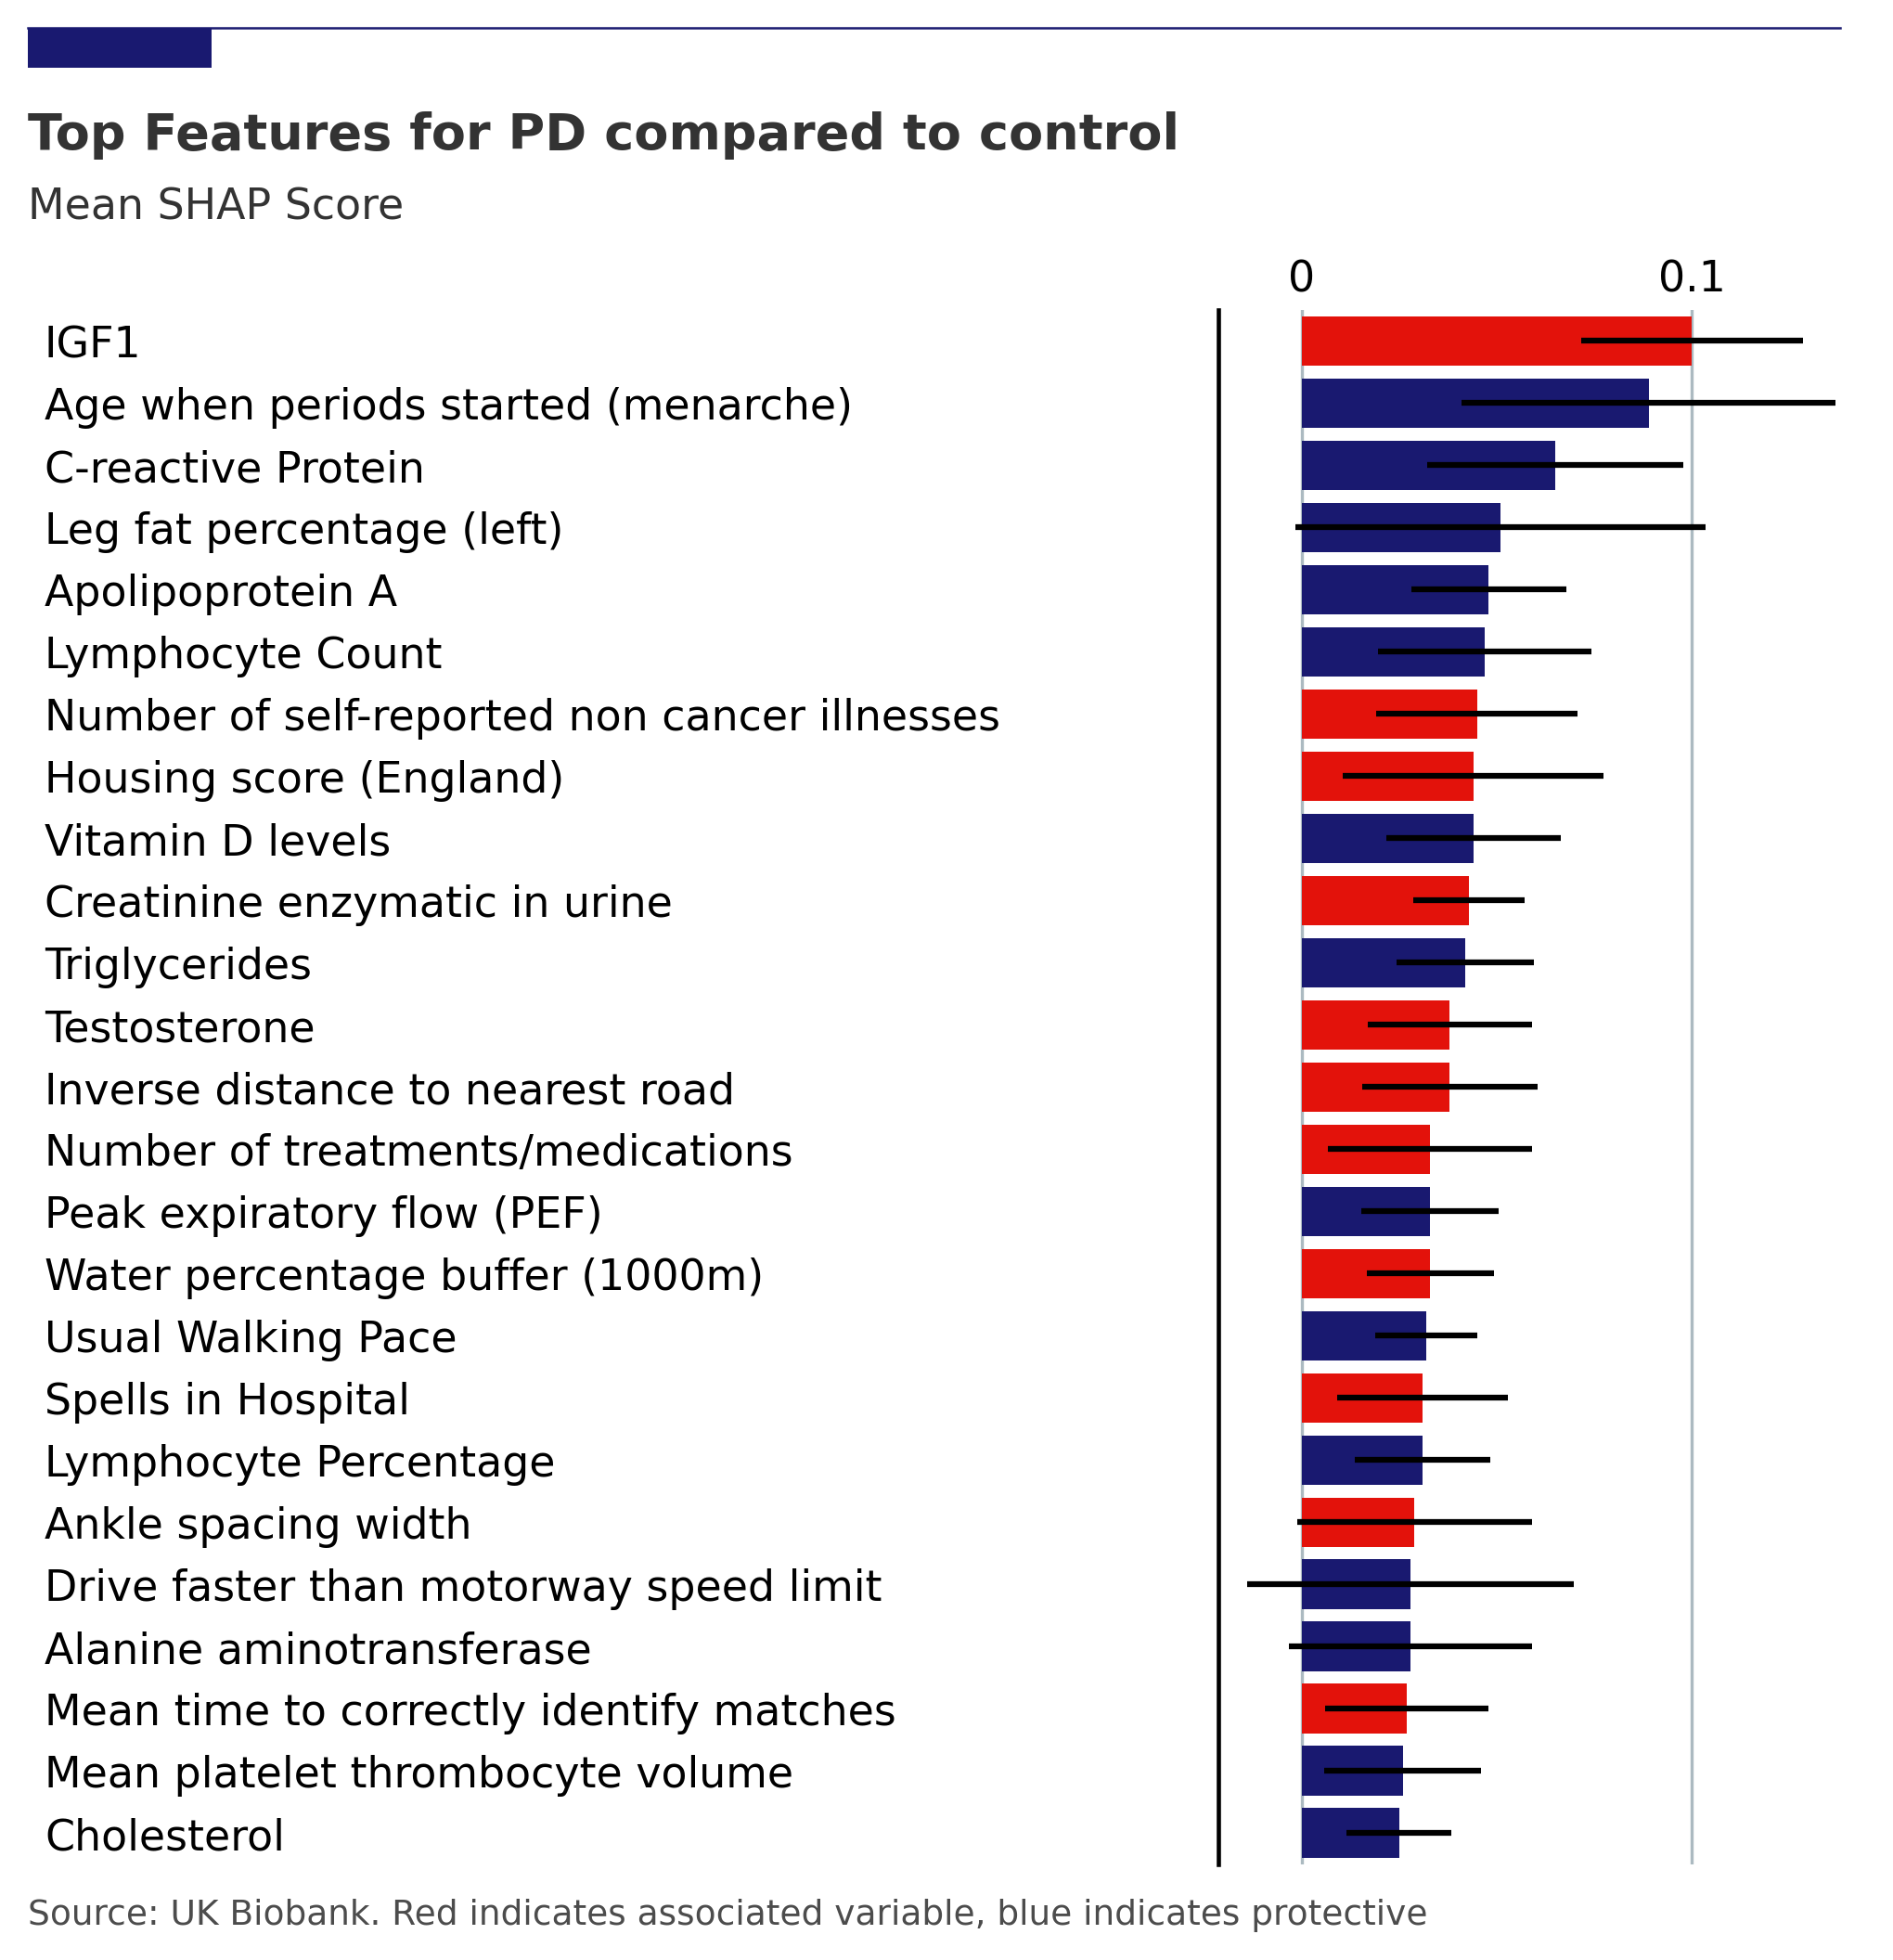 Top Features for PD compared to control
Mean SHAP Score
0 0.1
IGF1
Age when periods started (menarche)
C-reactive Protein
Leg fat percentage (left)
Apolipoprotein A
Lymphocyte Count
Number of self-reported non cancer illnesses
Housing score (England)
Vitamin D levels
Creatinine enzymatic in urine
Triglycerides
Testosterone
Inverse distance to nearest road
Number of treatments/medications
Peak expiratory flow (PEF)
Water percentage buffer (1000m)
Usual Walking Pace
Spells in Hospital
Lymphocyte Percentage
Ankle spacing width
Drive faster than motorway speed limit
Alanine aminotransferase
Mean time to correctly identify matches
Mean platelet thrombocyte volume
Cholesterol
Source: UK Biobank. Red indicates associated variable, blue indicates protective